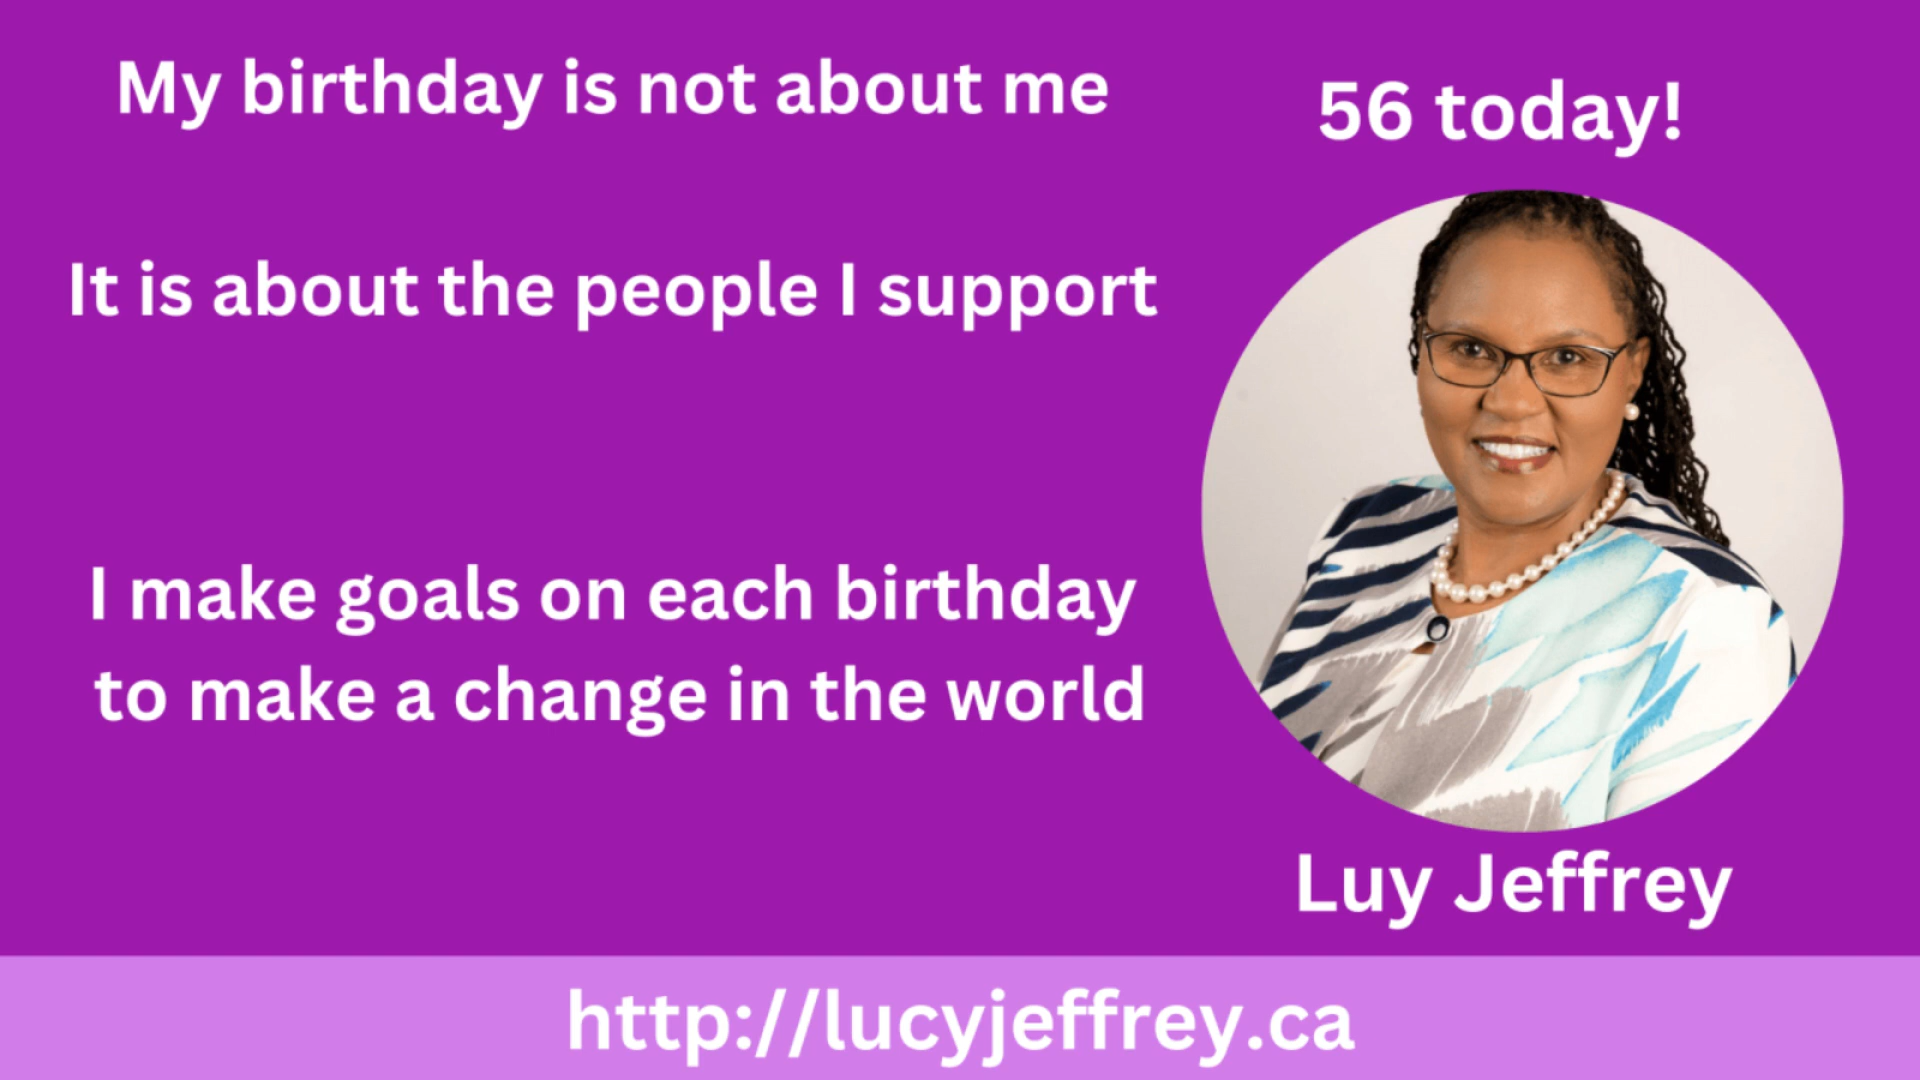 My birthday is not about me
It is about the people I support
I make goals on each birthday
to make a change in the world
56 today!
Luy Jeffrey
http://lucyjeffrey.ca